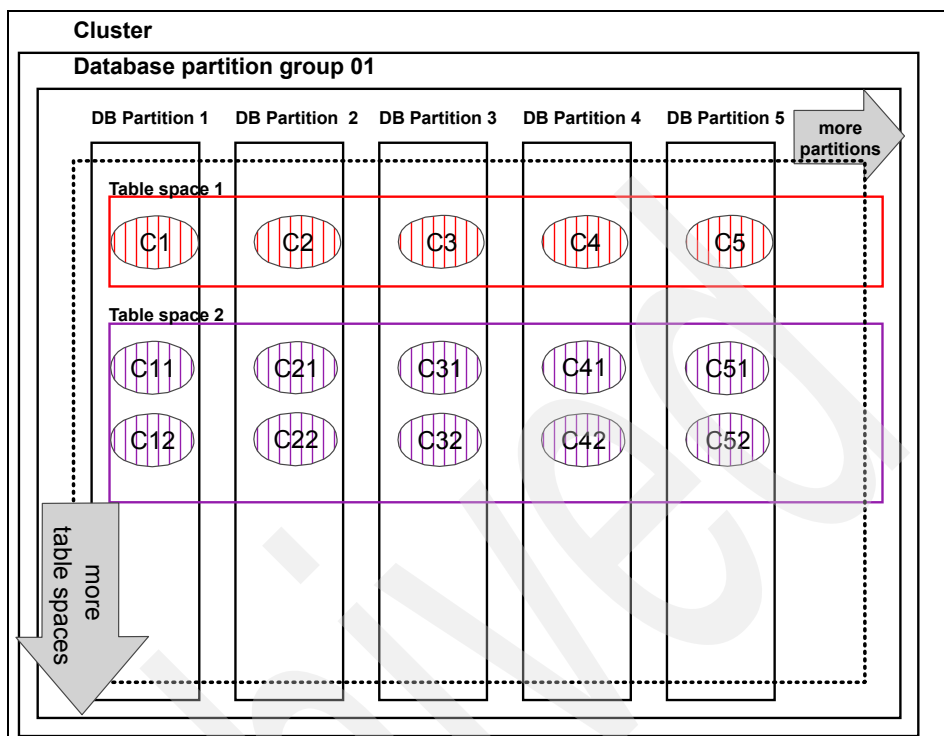 Cluster
Database partition group 01
DB Partition 1 DB Partition 2 DB Partition 3 DB Partition 4 DB Partition 5
more
partitions
Table space 1
C1 C2 C3 C4 C5
Table space 2
C11 C21 C31 C41 C51
C12 C22 C32 C42 C52
more
table spaces